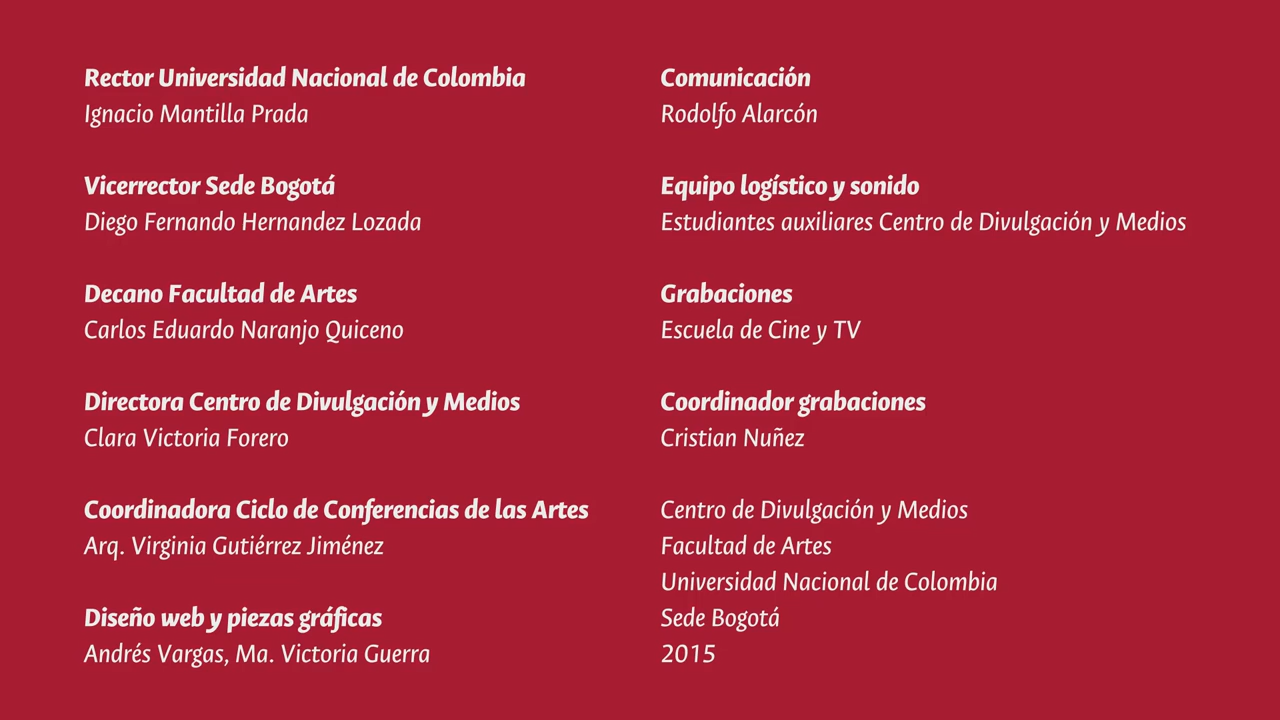 Rector Universidad Nacional de Colombia
Ignacio Mantilla Prada
Vicerrector Sede Bogotá
Diego Fernando Hernandez Lozada
Decano Facultad de Artes
Carlos Eduardo Naranjo Quiceno
Directora Centro de Divulgación y Medios
Clara Victoria Forero
Coordinadora Ciclo de Conferencias de las Artes
Arq. Virginia Gutiérrez Jiménez
Diseño web y piezas gráficas
Andrés Vargas, Ma. Victoria Guerra
Comunicación
Rodolfo Alarcón
Equipo logístico y sonido
Estudiantes auxiliares Centro de Divulgación y Medios
Grabaciones
Escuela de Cine y TV
Coordinador grabaciones
Cristian Nuñez
Centro de Divulgación y Medios
Facultad de Artes
Universidad Nacional de Colombia
Sede Bogotá
2015